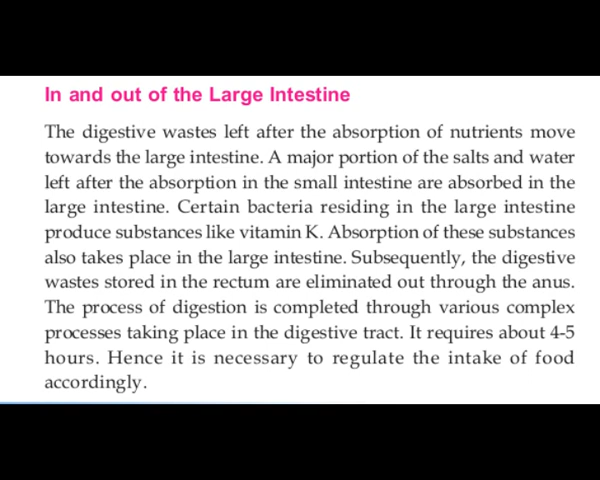 In and out of the Large Intestine
The digestive wastes left after the absorption of nutrients move
towards the large intestine. A major portion of the salts and water
left after the absorption in the small intestine are absorbed in the
large intestine. Certain bacteria residing in the large intestine
produce substances like vitamin K. Absorption of these substances
also takes place in the large intestine. Subsequently, the digestive
wastes stored in the rectum are eliminated out through the anus.
The process of digestion is completed through various complex
processes taking place in the digestive tract. It requires about 4-5
hours. Hence it is necessary to regulate the intake of food
accordingly.